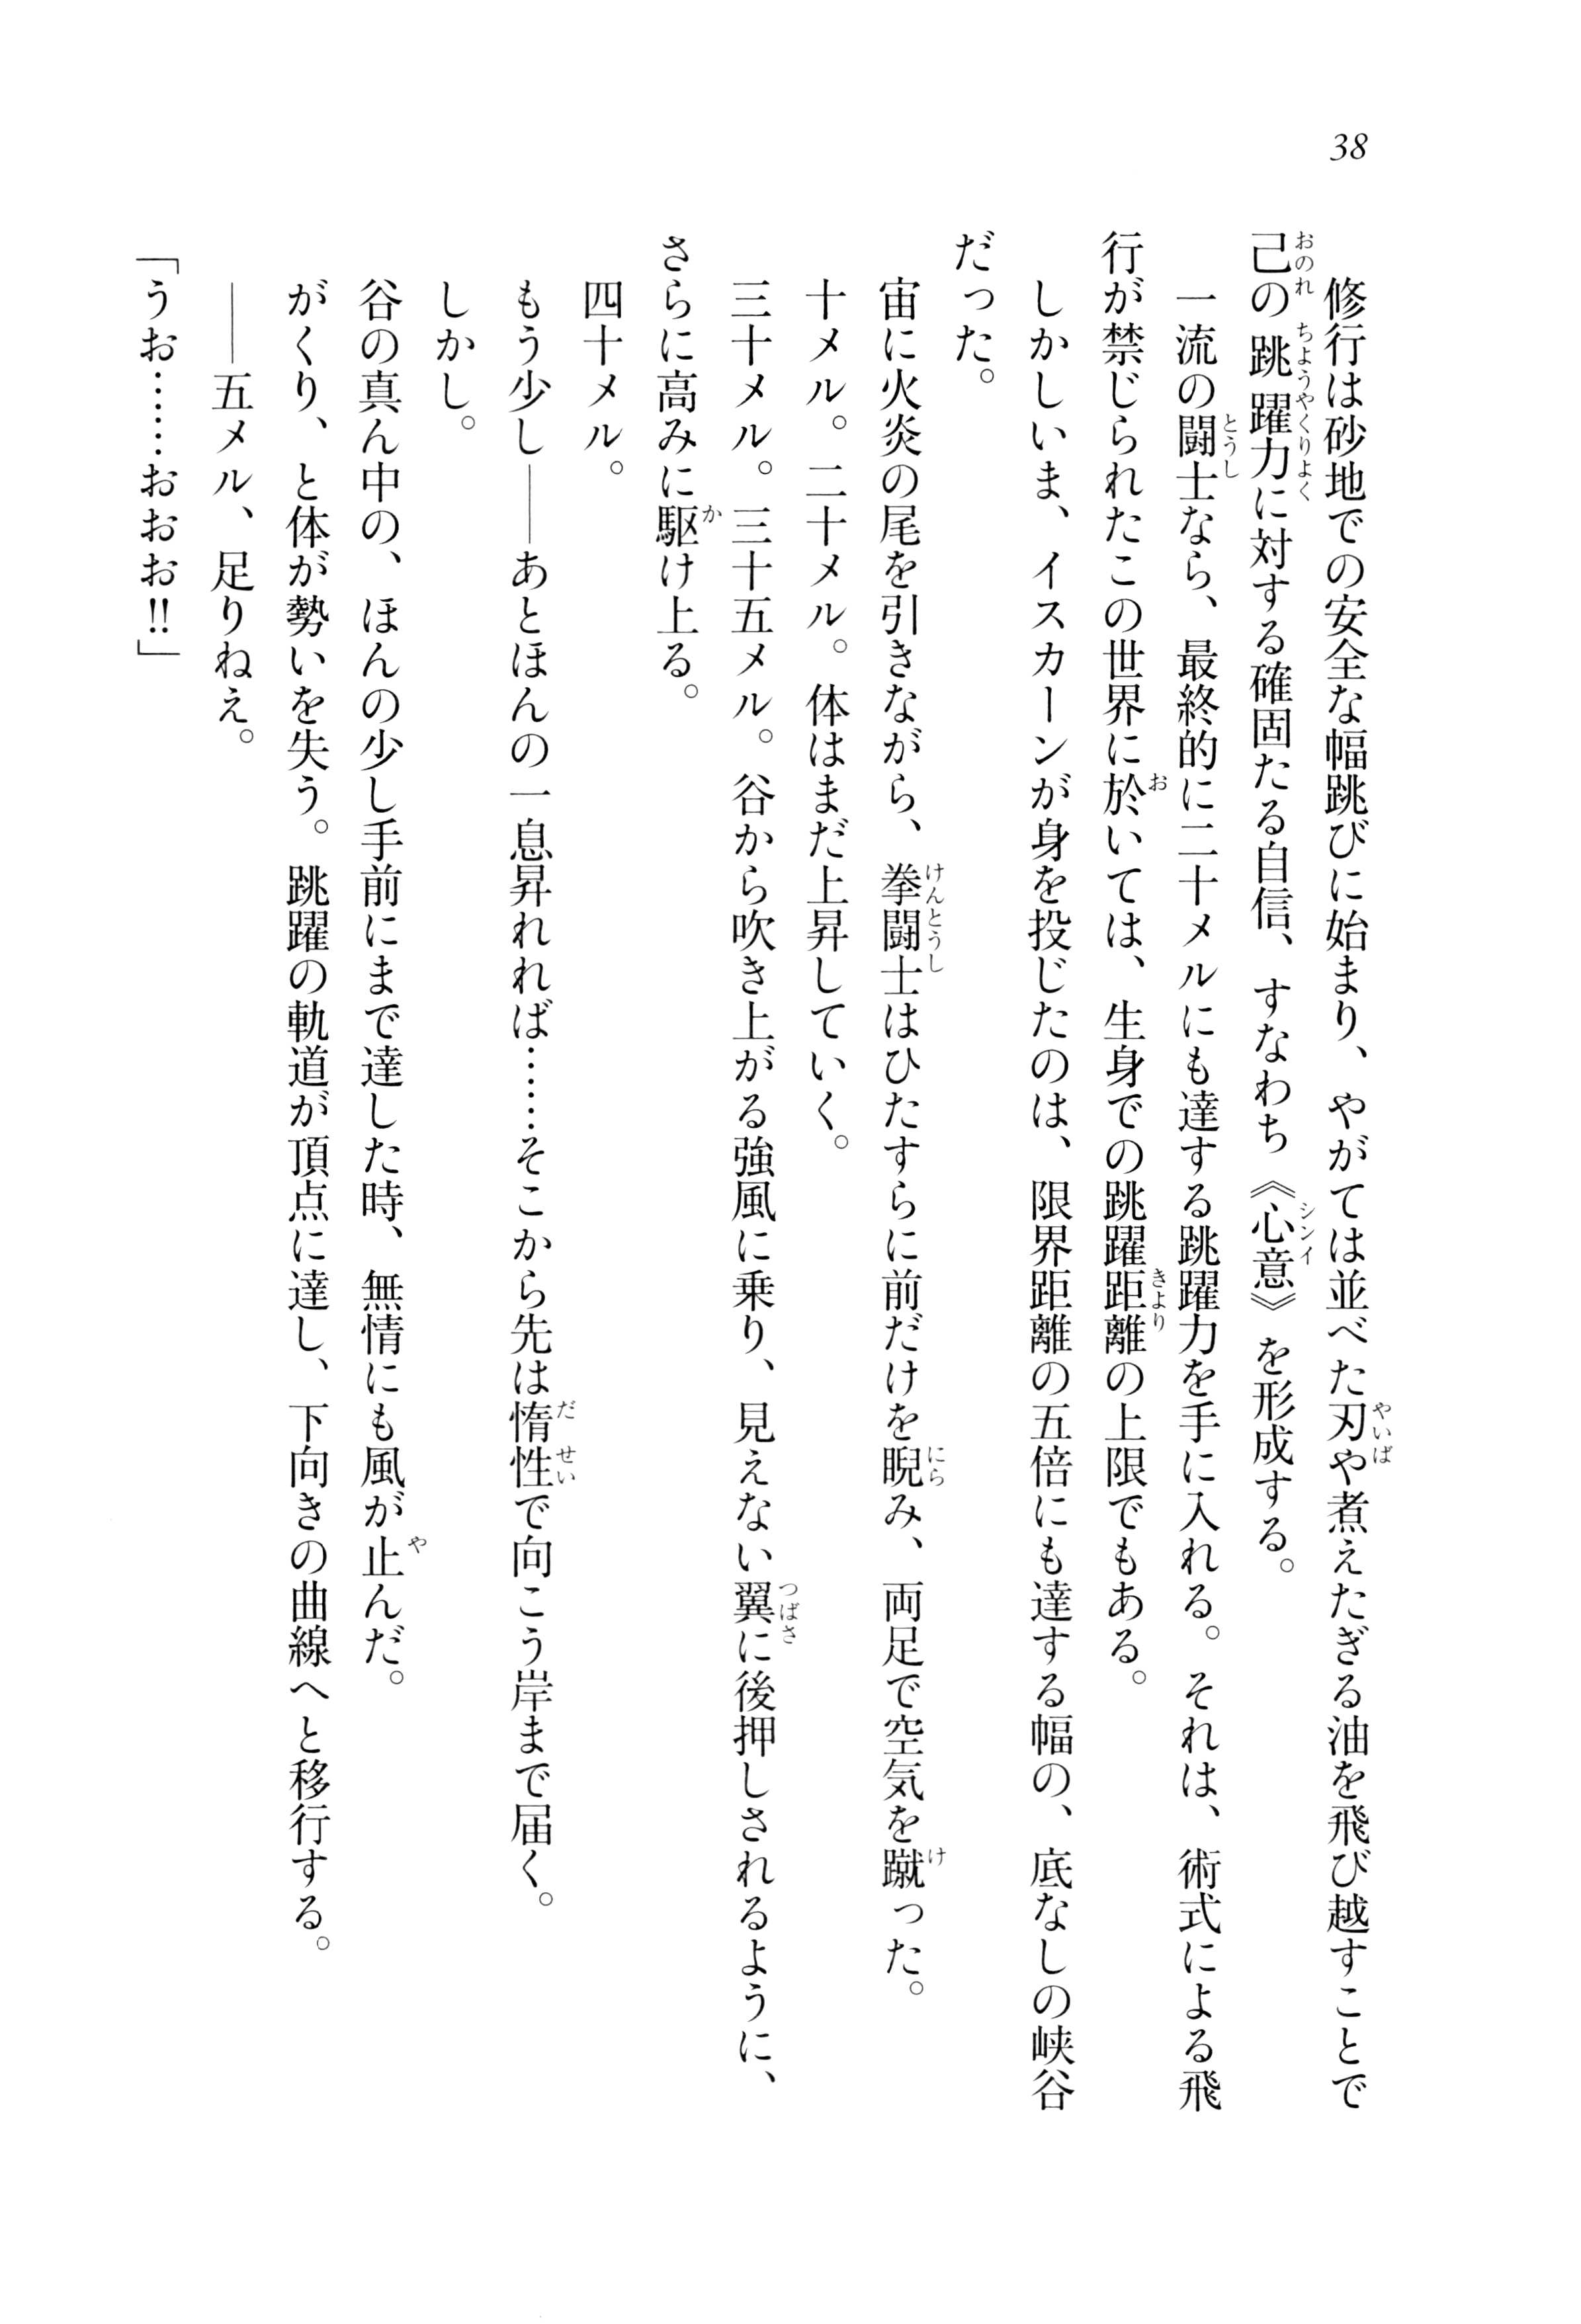 38
修行は砂地での安全な幅跳びに始まり、やがては並べた刃や煮えたぎる油を飛び越すことで
己の跳躍力に対する確固たる自信、すなわち《心意》を形成する。
一流の闘士なら、最終的に二十メルにも達する跳躍力を手に入れる。それは、術式による飛
行が禁じられたこの世界に於いては、生身での跳躍距離の上限でもある。
しかしいま、イスカーンが身を投じたのは、限界距離の五倍にも達する幅の、底なしの峡谷
だった。
宙に火炎の尾を引きながら、拳闘士はひたすらに前だけを睨み、両足で空気を蹴った。
十メル。二十メル。体はまだ上昇していく。
三十メル。三十五メル。谷から吹き上がる強風に乗り、見えない翼に後押しされるように、
さらに高みに駆け上る。
四十メル。
もう少し――あとほんの一息昇れれば……そこから先は惰性で向こう岸まで届く。
しかし。
谷の真ん中の、ほんの少し手前にまで達した時、無情にも風が止んだ。
がくり、と体が勢いを失う。跳躍の軌道が頂点に達し、下向きの曲線へと移行する。
――五メル、足りねえ。
「うお……おおお!!」